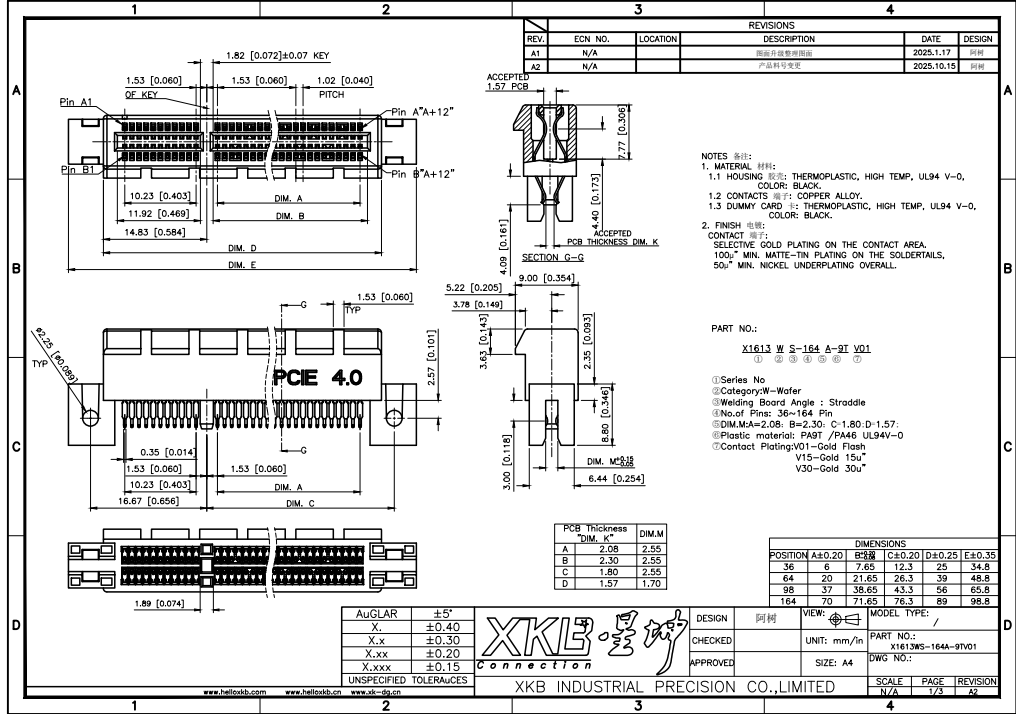 1 2 3 4
A
B
C
D
REVISIONS
REV. ECN NO. LOCATION DESCRIPTION DATE DESIGN
A1 N/A 图面升级整理图面 2025.1.17 阿树
A2 N/A 产品料号变更 2025.10.15 阿树
1.82 [0.072]±0.07 KEY
1.53 [0.060] 1.53 [0.060] 1.02 [0.040]
OF KEY PITCH
Pin A1 Pin A"A+12"
Pin B1 Pin B"A+12"
10.23 [0.403] DIM. A
11.92 [0.469] DIM. B
14.83 [0.584]
DIM. D
DIM. E
ACCEPTED
1.57 PCB
7.77 [0.306]
4.40 [0.173]
4.09 [0.161]
ACCEPTED
PCB THICKNESS DIM. K
SECTION G-G
NOTES 备注:
1. MATERIAL 材料:
1.1 HOUSING 胶壳: THERMOPLASTIC, HIGH TEMP, UL94 V-0,
COLOR: BLACK.
1.2 CONTACTS 端子: COPPER ALLOY.
1.3 DUMMY CARD 卡: THERMOPLASTIC, HIGH TEMP, UL94 V-0,
COLOR: BLACK.
2. FINISH 电镀:
CONTACT 端子:
SELECTIVE GOLD PLATING ON THE CONTACT AREA.
100µ" MIN. MATTE-TIN PLATING ON THE SOLDERTAILS,
50µ" MIN. NICKEL UNDERPLATING OVERALL.
G 1.53 [0.060]
TYP
ø2.25 [ø0.089]
TYP
2.57 [0.101]
PCIE 4.0
G
0.35 [0.014]
1.53 [0.060] 1.53 [0.060]
10.23 [0.403] DIM. A
16.67 [0.656] DIM. C
9.00 [0.354]
5.22 [0.205]
3.78 [0.149]
3.63 [0.143]
2.35 [0.093]
8.80 [0.346]
3.00 [0.118]
DIM. M+0.15 -0.05
6.44 [0.254]
PART NO.:
X1613 W S-164 A-9T V01
① ② ③ ④ ⑤ ⑥ ⑦
①Series No
②Category:W-Wafer
③Welding Board Angle : Straddle
④No.of Pins: 36~164 Pin
⑤DIM.M:A=2.08; B=2.30; C-1.80;D-1.57;
⑥Plastic material: PA9T /PA46 UL94V-0
⑦Contact Plating:V01-Gold Flash
V15-Gold 15u"
V30-Gold 30u"
1.89 [0.074]
PCB Thickness "DIM. K" DIM.M
A 2.08 2.55
B 2.30 2.55
C 1.80 2.55
D 1.57 1.70
DIMENSIONS
POSITION A±0.20 C±0.20 D±0.25 E±0.35
36 6 7.65 12.3 25 34.8
64 20 21.65 26.3 39 48.8
98 37 38.65 43.3 56 65.8
164 70 71.65 76.3 89 98.8
AuGLAR ±5°
X. ±0.40
X.x ±0.30
X.xx ±0.20
X.xxx ±0.15
UNSPECIFIED TOLERAuCES
XKB 星坤
Connection
DESIGN 阿树
CHECKED
APPROVED
VIEW:
UNIT: mm/in
SIZE: A4
MODEL TYPE:
/
PART NO.:
X1613WS-164A-9TV01
DWG NO.:
SCALE PAGE REVISION
N/A 1/3 A2
XKB INDUSTRIAL PRECISION CO.,LIMITED
www.helloxkb.com www.helloxkb.cn www.xk-dg.cn
1 2 3 4